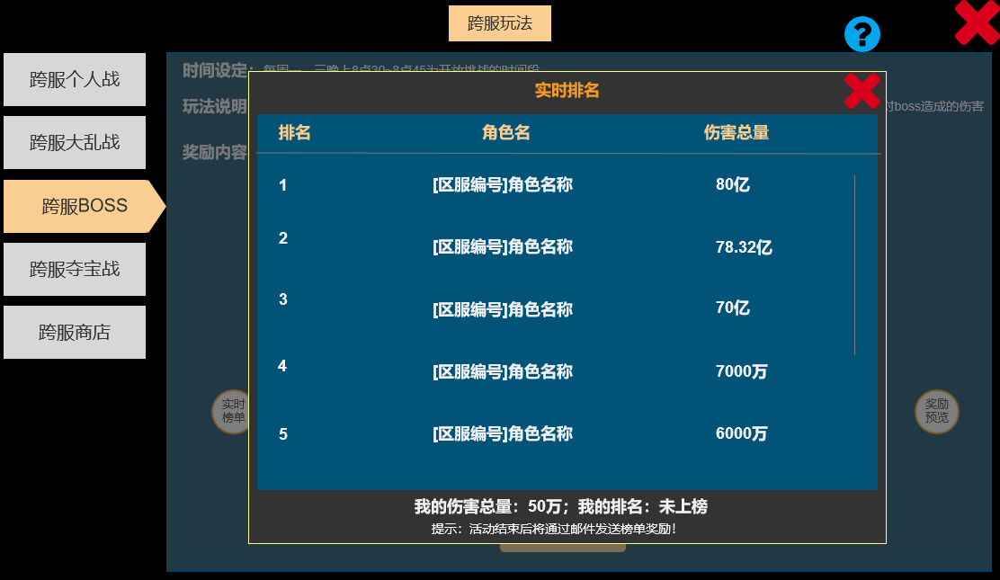 跨服玩法
?
跨服个人战
跨服大乱战
跨服BOSS
跨服夺宝战
跨服商店
时间设定：每周一、三晚上8点30~8点45为开放挑战的时间段
玩法说明
对boss造成的伤害
奖励内容
实时排名
排名 角色名 伤害总量
1 [区服编号]角色名称 80亿
2 [区服编号]角色名称 78.32亿
3 [区服编号]角色名称 70亿
4 [区服编号]角色名称 7000万
5 [区服编号]角色名称 6000万
实时
榜单
奖励
预览
我的伤害总量：50万；我的排名：未上榜
提示：活动结束后将通过邮件发送榜单奖励！